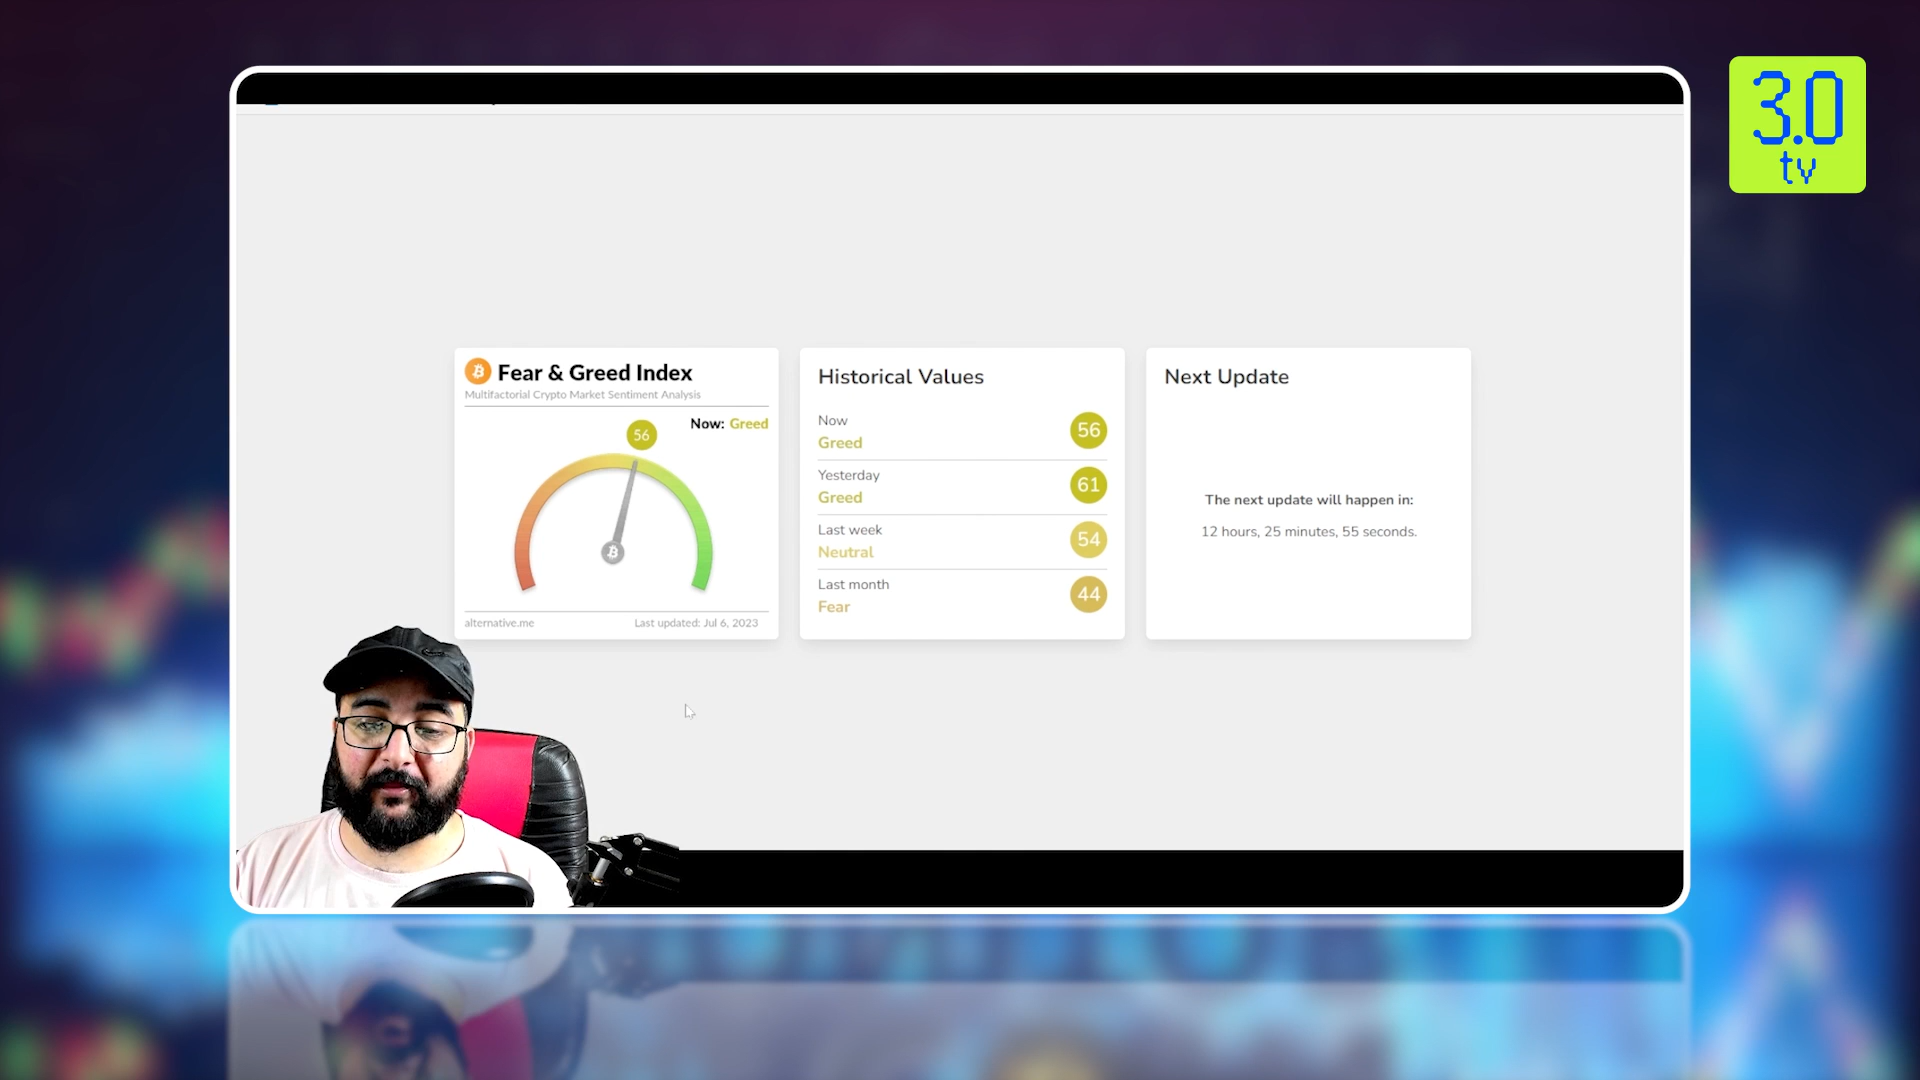 3.0
tv
Fear & Greed Index
Multifactorial Crypto Market Sentiment Analysis
Now: Greed
56
alternative.me
Last updated: Jul 6, 2023
Historical Values
Now
Greed
56
Yesterday
Greed
61
Last week
Neutral
54
Last month
Fear
44
Next Update
The next update will happen in:
12 hours, 25 minutes, 55 seconds.